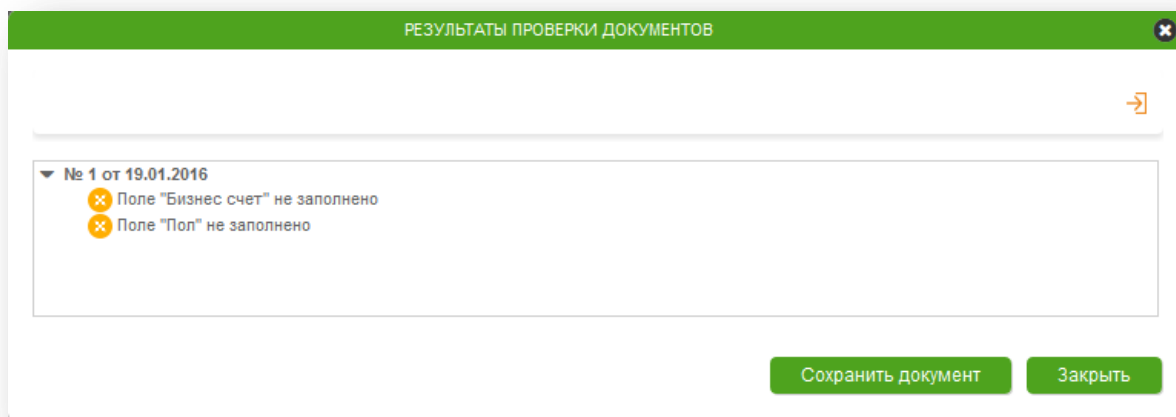 РЕЗУЛЬТАТЫ ПРОВЕРКИ ДОКУМЕНТОВ
№ 1 от 19.01.2016
Поле "Бизнес счет" не заполнено
Поле "Пол" не заполнено
Сохранить документ Закрыть